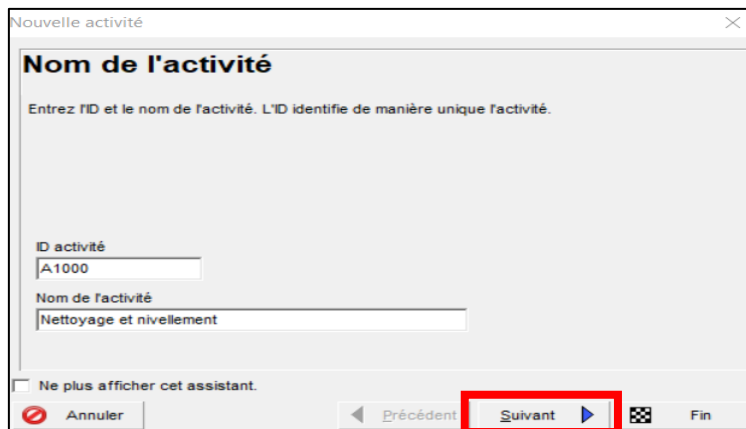 Nouvelle activité
Nom de l'activité
Entrez l'ID et le nom de l'activité. L'ID identifie de manière unique l'activité.
ID activité
A1000
Nom de l'activité
Nettoyage et nivellement
Ne plus afficher cet assistant.
Annuler Précédent Suivant Fin